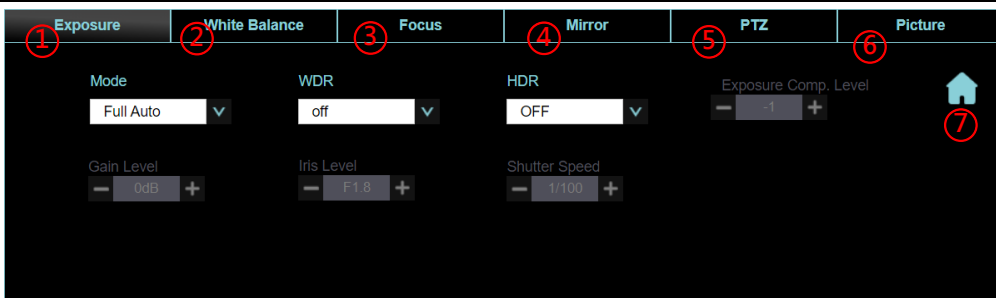 Exposure White Balance Focus Mirror PTZ Picture
① ② ③ ④ ⑤ ⑥
Mode WDR HDR Exposure Comp. Level
Full Auto off OFF -1
⑦
Gain Level Iris Level Shutter Speed
0dB F1.8 1/100